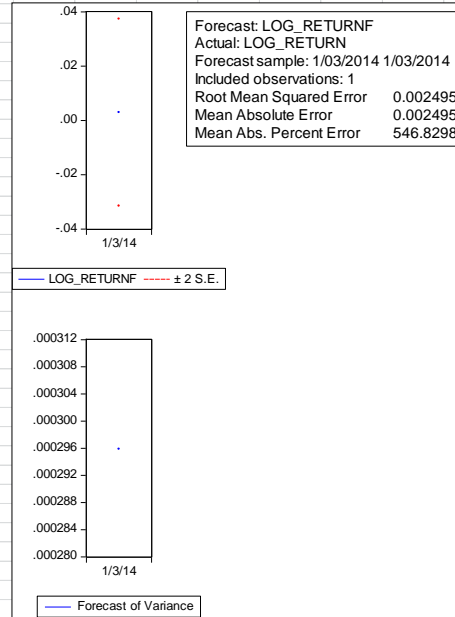 .04
.02
.00
-.02
-.04
1/3/14
Forecast: LOG_RETURNF
Actual: LOG_RETURN
Forecast sample: 1/03/2014 1/03/2014
Included observations: 1
Root Mean Squared Error 0.002495
Mean Absolute Error 0.002495
Mean Abs. Percent Error 546.8298
LOG_RETURNF ± 2 S.E.
.000312
.000308
.000304
.000300
.000296
.000292
.000288
.000284
.000280
1/3/14
Forecast of Variance